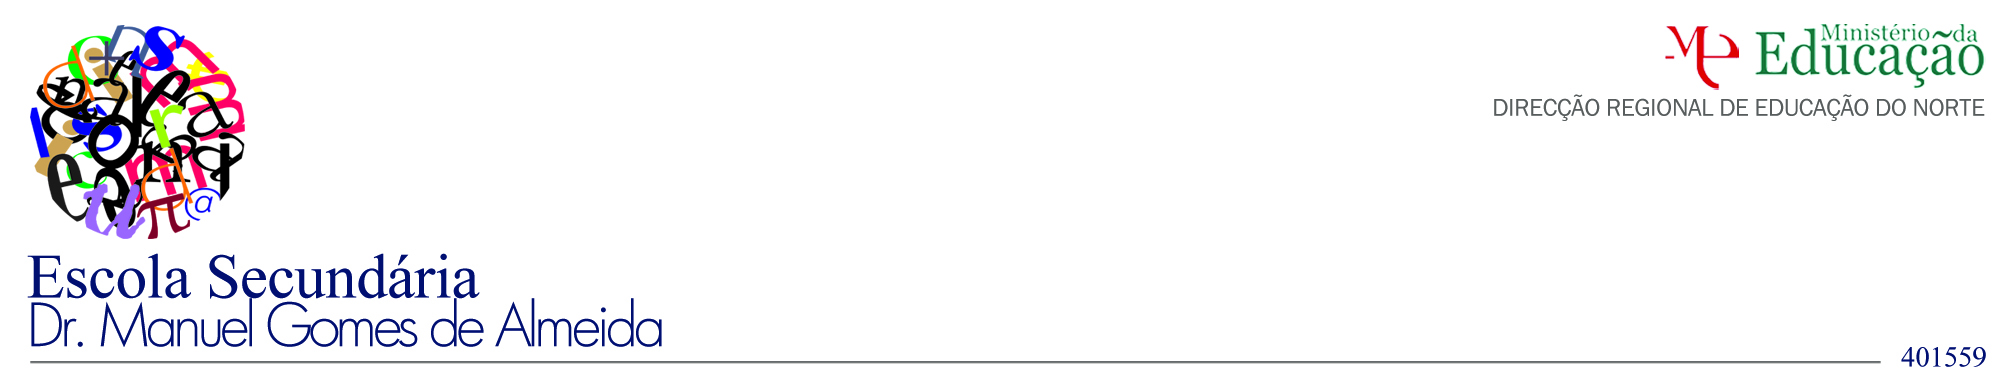 Ministério da
Educação
DIRECÇÃO REGIONAL DE EDUCAÇÃO DO NORTE
Escola Secundária
Dr. Manuel Gomes de Almeida
401559